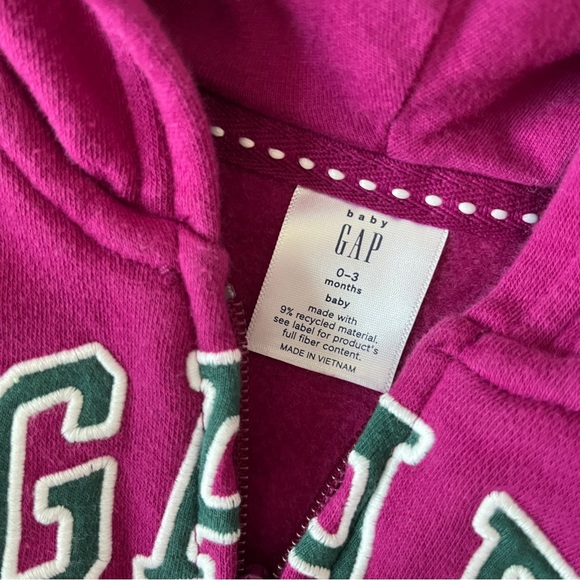 baby
GAP
0-3
months
baby
made with
9% recycled material.
see label for product's
full fiber content.
MADE IN VIETNAM
GAP